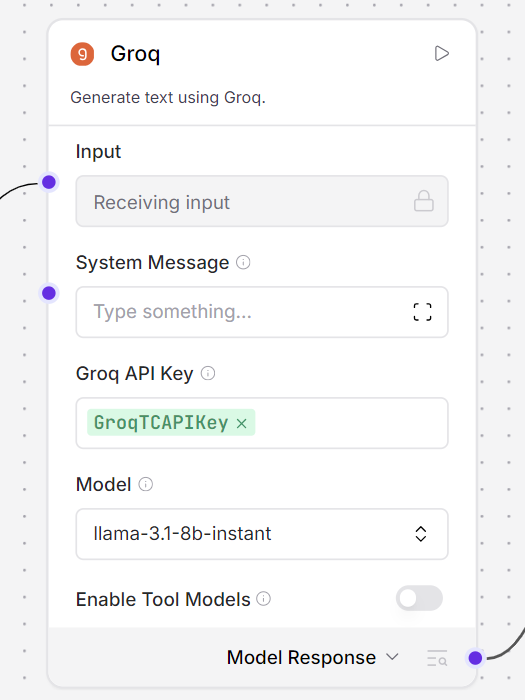 Groq
Generate text using Groq.
Input
Receiving input
System Message
Type something...
Groq API Key
GroqTCAPIKey ×
Model
llama-3.1-8b-instant
Enable Tool Models
Model Response